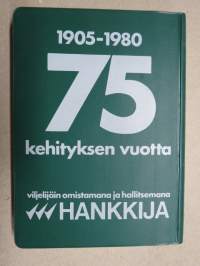 1905-1980
75
kehityksen vuotta
viljelijäin omistamana ja hallitsemana
HANKKIJA